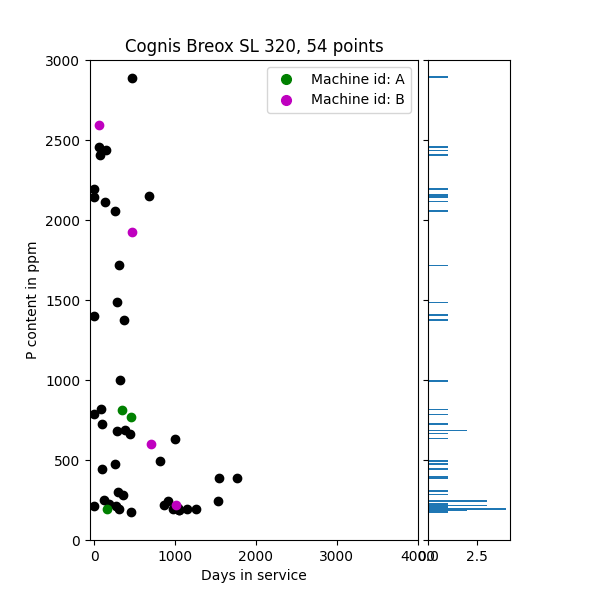 Cognis Breox SL 320, 54 points
Machine id: A
Machine id: B
P content in ppm
3000
2500
2000
1500
1000
500
0
0 1000 2000 3000 4000
0.0 2.5
Days in service